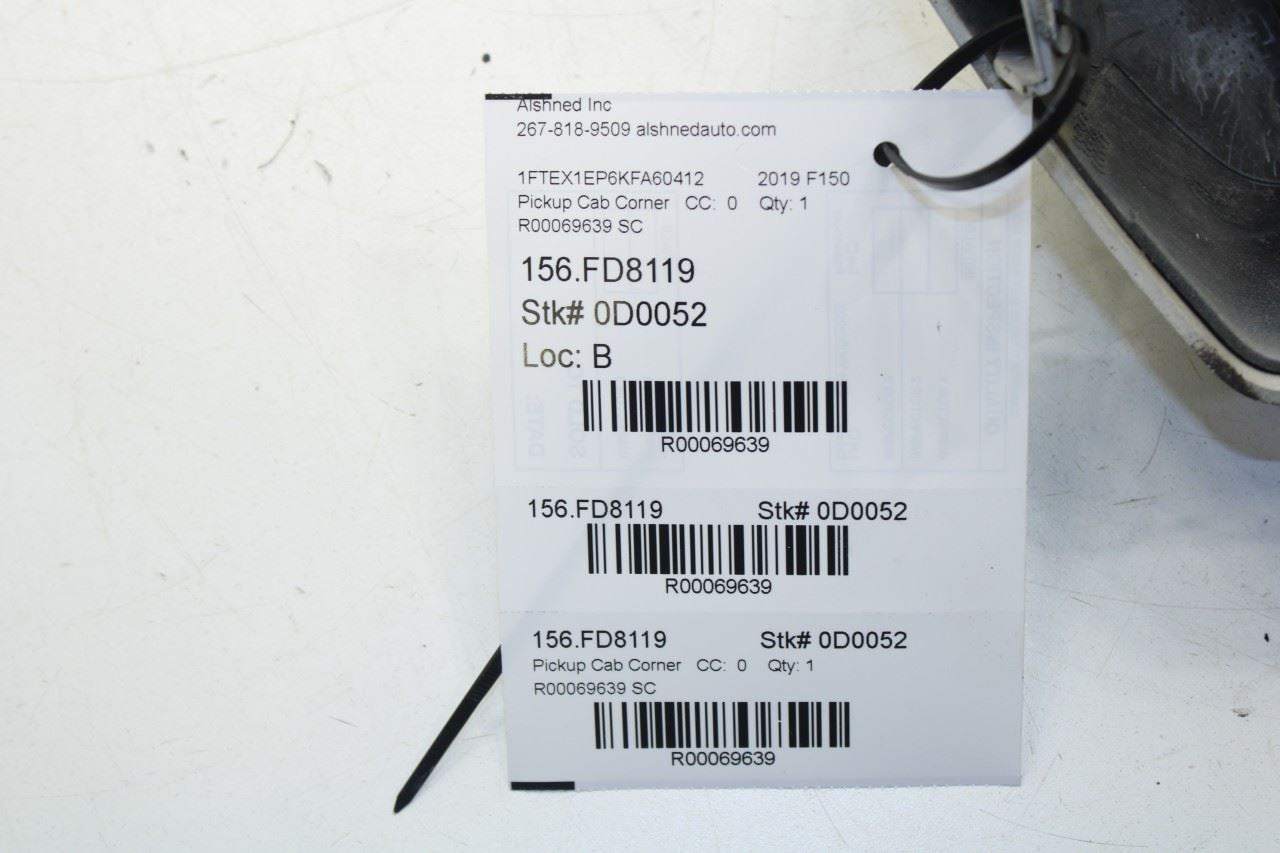 Alshned Inc
267-818-9509 alshnedauto.com
1FTEX1EP6KFA60412 2019 F150
Pickup Cab Corner CC: 0 Qty: 1
R00069639 SC
156.FD8119
Stk# 0D0052
Loc: B
R00069639
156.FD8119 Stk# 0D0052
R00069639
156.FD8119 Stk# 0D0052
Pickup Cab Corner CC: 0 Qty: 1
R00069639 SC
R00069639